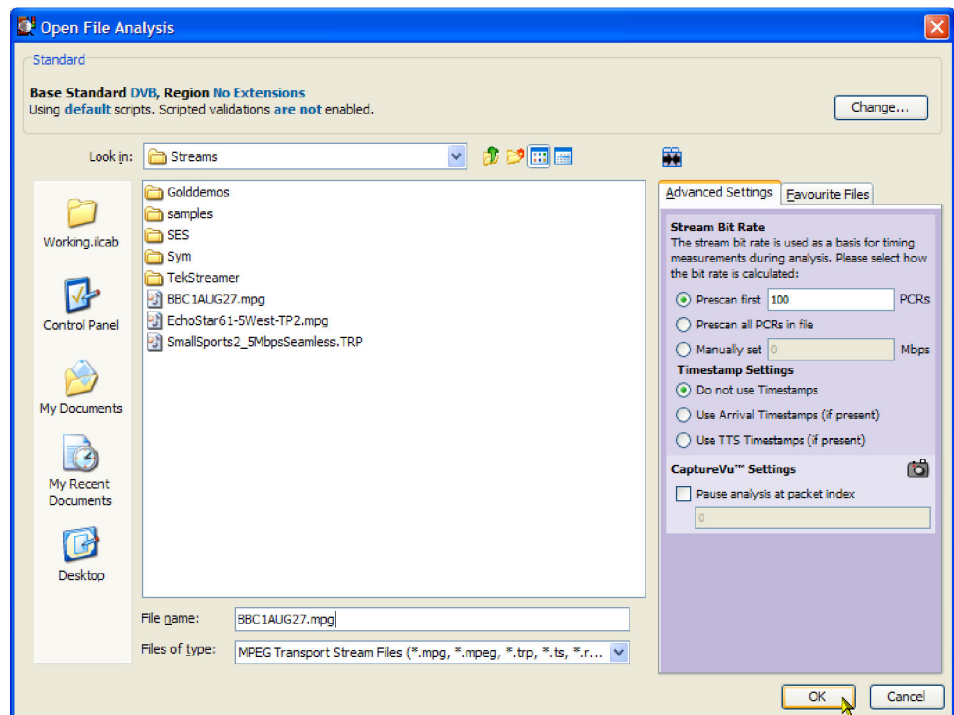 Open File Analysis
Standard
Base Standard DVB, Region No Extensions
Using default scripts. Scripted validations are not enabled.
Change...
Look in:
Streams
Working.ilcab
Control Panel
My Documents
My Recent
Documents
Desktop
Golddemos
samples
SES
Sym
TekStreamer
BBC1AUG27.mpg
EchoStar61-5West-TP2.mpg
SmallSports2_5MbpsSeamless.TRP
File name:
BBC1AUG27.mpg
Files of type:
MPEG Transport Stream Files (*.mpg, *.mpeg, *.trp, *.ts, *.r...
Advanced Settings
Favourite Files
Stream Bit Rate
The stream bit rate is used as a basis for timing
measurements during analysis. Please select how
the bit rate is calculated:
Prescan first 100 PCRs
Prescan all PCRs in file
Manually set 0 Mbps
Timestamp Settings
Do not use Timestamps
Use Arrival Timestamps (if present)
Use TTS Timestamps (if present)
CaptureVu™ Settings
Pause analysis at packet index
0
OK
Cancel